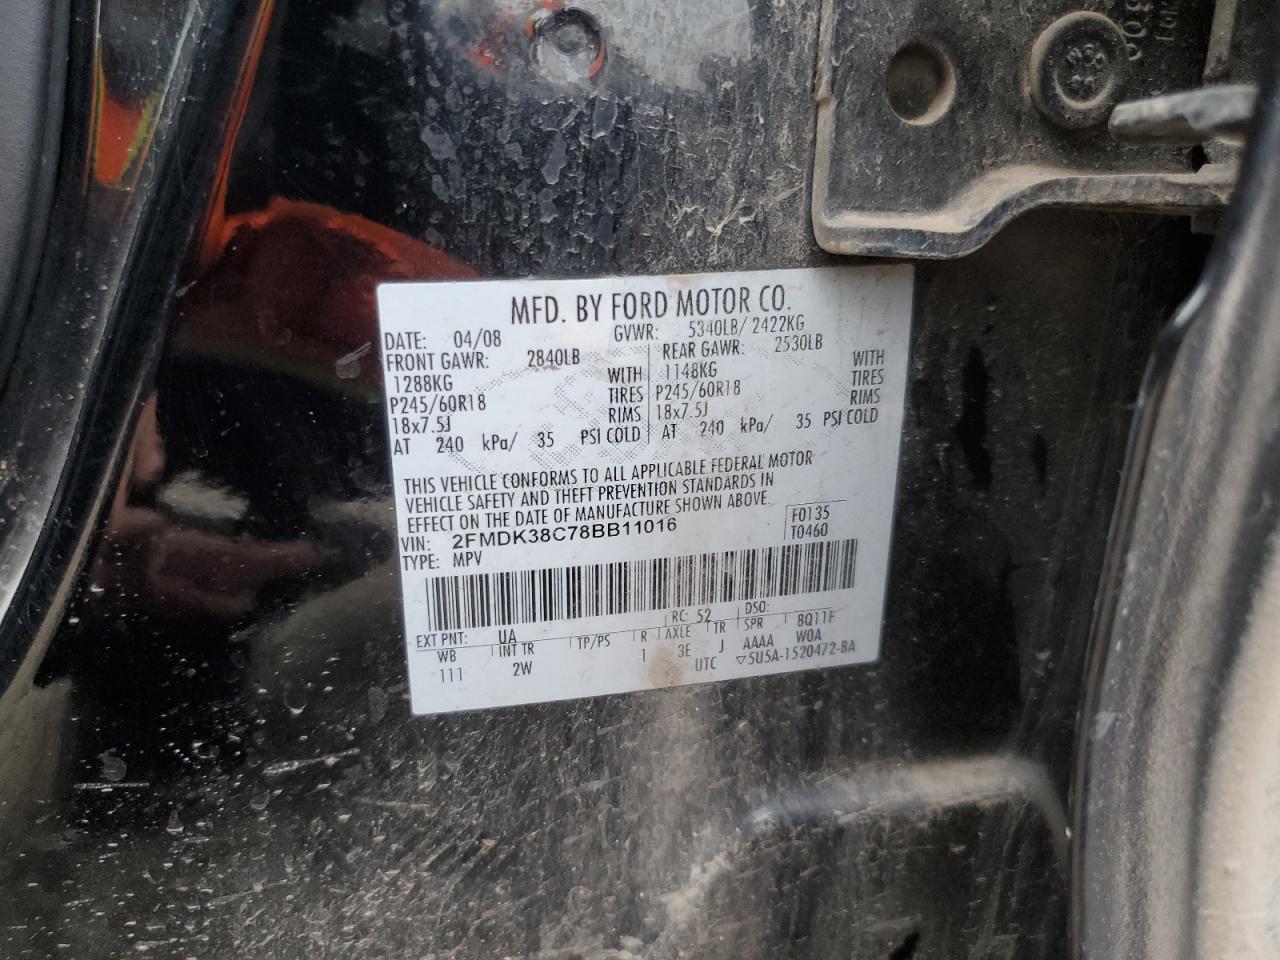 MFD. BY FORD MOTOR CO.
DATE: 04/08 GVWR: 5340LB/ 2422KG
FRONT GAWR: 2840LB REAR GAWR: 2530LB
1288KG WITH 1148KG WITH
P245/60R18 TIRES P245/60R18 TIRES
18x7.5J RIMS 18x7.5J RIMS
AT 240 kPa/ 35 PSI COLD AT 240 kPa/ 35 PSI COLD
THIS VEHICLE CONFORMS TO ALL APPLICABLE FEDERAL MOTOR
VEHICLE SAFETY AND THEFT PREVENTION STANDARDS IN
EFFECT ON THE DATE OF MANUFACTURE SHOWN ABOVE.
VIN: 2FMDK38C78BB11016 F0135
TYPE: MPV T0460
RC: 52 DSO:
EXT PNT: UA TP/PS R AXLE TR SPR 8Q11F
WB INT TR 1 3E J AAAA W0A
111 2W UTC ▽5U5A-1520472-BA